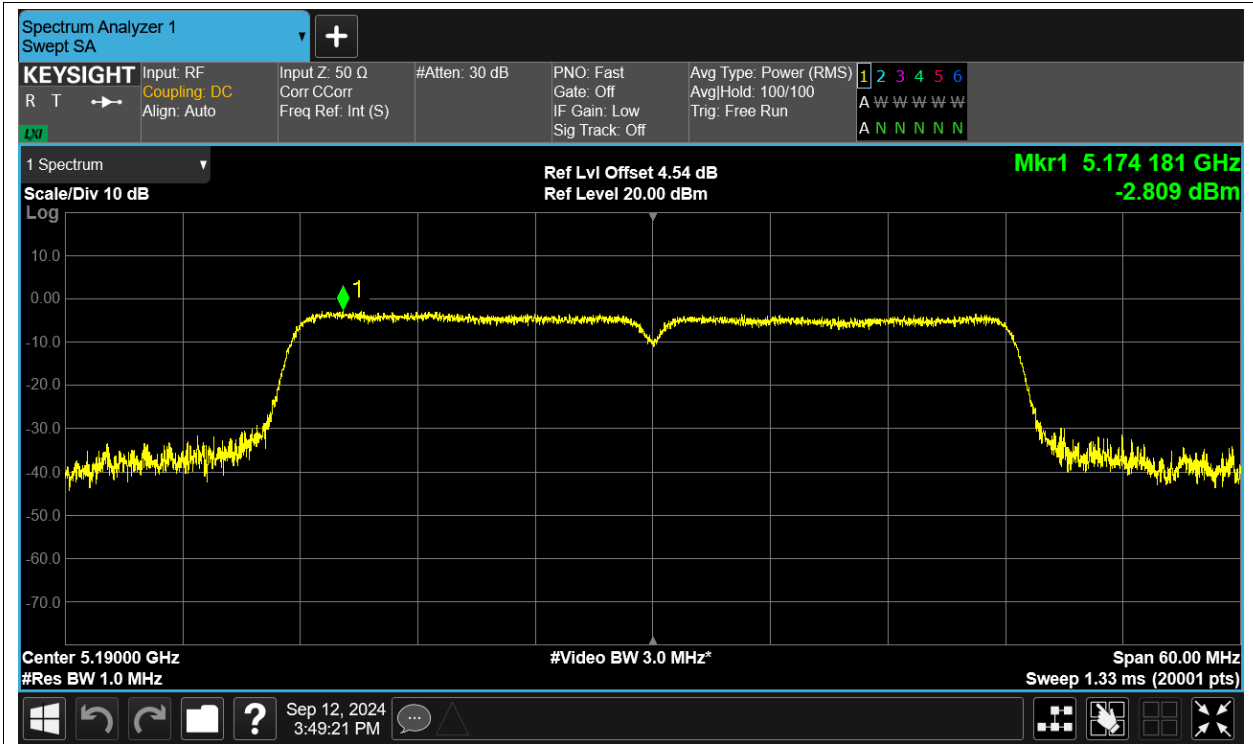 Spectrum Analyzer 1
Swept SA
+
KEYSIGHT
R T
LXI
Input: RF
Coupling: DC
Align: Auto
Input Z: 50 Ω
Corr CCorr
Freq Ref: Int (S)
#Atten: 30 dB
PNO: Fast
Gate: Off
IF Gain: Low
Sig Track: Off
Avg Type: Power (RMS)
Avg|Hold: 100/100
Trig: Free Run
1 2 3 4 5 6
A W W W W W
A N N N N N
1 Spectrum
Scale/Div 10 dB
Log
Ref Lvl Offset 4.54 dB
Ref Level 20.00 dBm
Mkr1 5.174 181 GHz
-2.809 dBm
10.0
0.00
-10.0
-20.0
-30.0
-40.0
-50.0
-60.0
-70.0
1
Center 5.19000 GHz
#Res BW 1.0 MHz
#Video BW 3.0 MHz*
Span 60.00 MHz
Sweep 1.33 ms (20001 pts)
?
Sep 12, 2024
3:49:21 PM